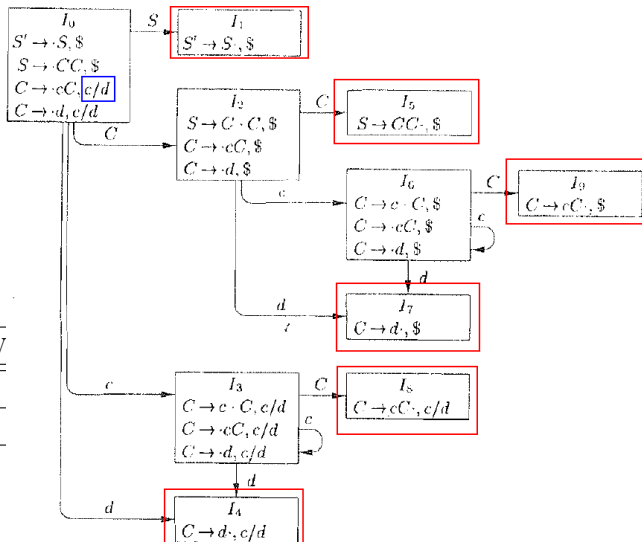 I₀
S' → ·S, $
S → ·CC, $
C → ·cC, c/d
C → ·d, c/d
S
I₁
S' → S·, $
C
I₂
S → C · C, $
C → ·cC, $
C → ·d, $
C
I₅
S → CC·, $
c
I₆
C → c · C, $
C → ·cC, $
C → ·d, $
C
c
I₉
C → cC·, $
d
d
I₇
C → d·, $
c
I₃
C → c · C, c/d
C → ·cC, c/d
C → ·d, c/d
C
c
I₈
C → cC·, c/d
d
d
I₄
C → d·, c/d